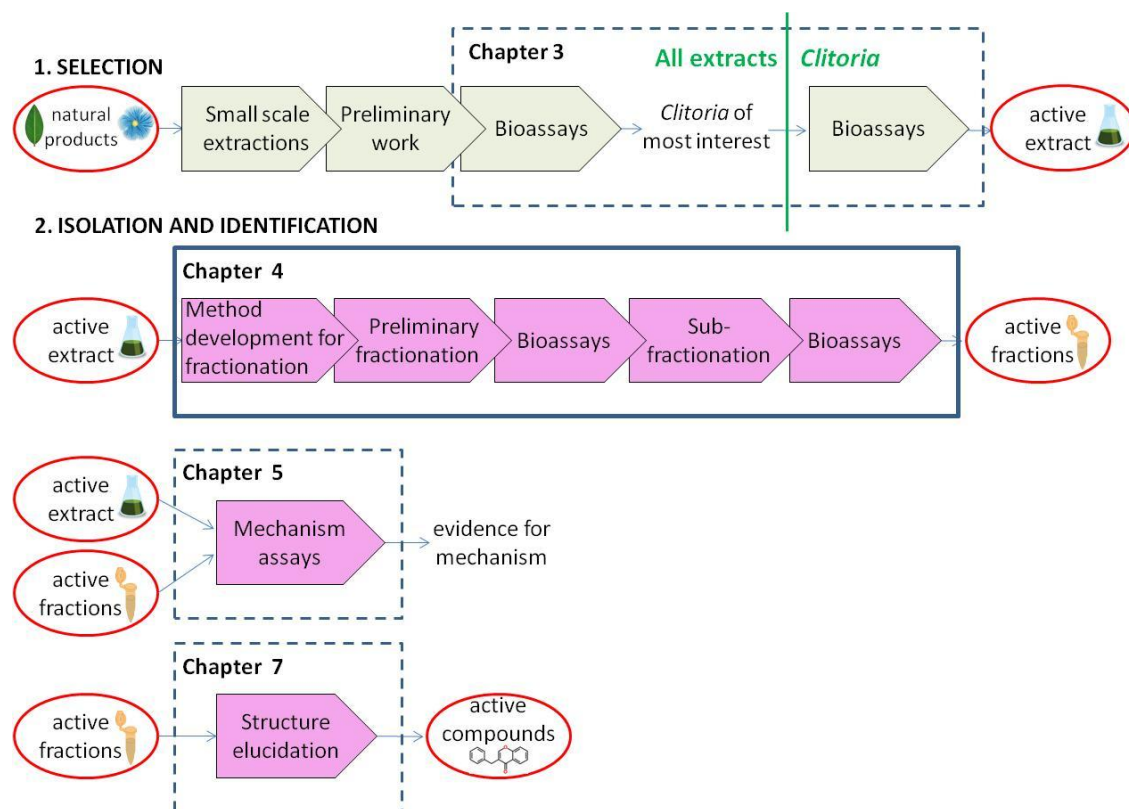 Chapter 3
All extracts
Clitoria
1. SELECTION
natural
products
Small scale
extractions
Preliminary
work
Bioassays
Clitoria of
most interest
Bioassays
active
extract
2. ISOLATION AND IDENTIFICATION
Chapter 4
active
extract
Method
development for
fractionation
Preliminary
fractionation
Bioassays
Sub-
fractionation
Bioassays
active
fractions
Chapter 5
active
extract
active
fractions
Mechanism
assays
evidence for
mechanism
Chapter 7
active
fractions
Structure
elucidation
active
compounds